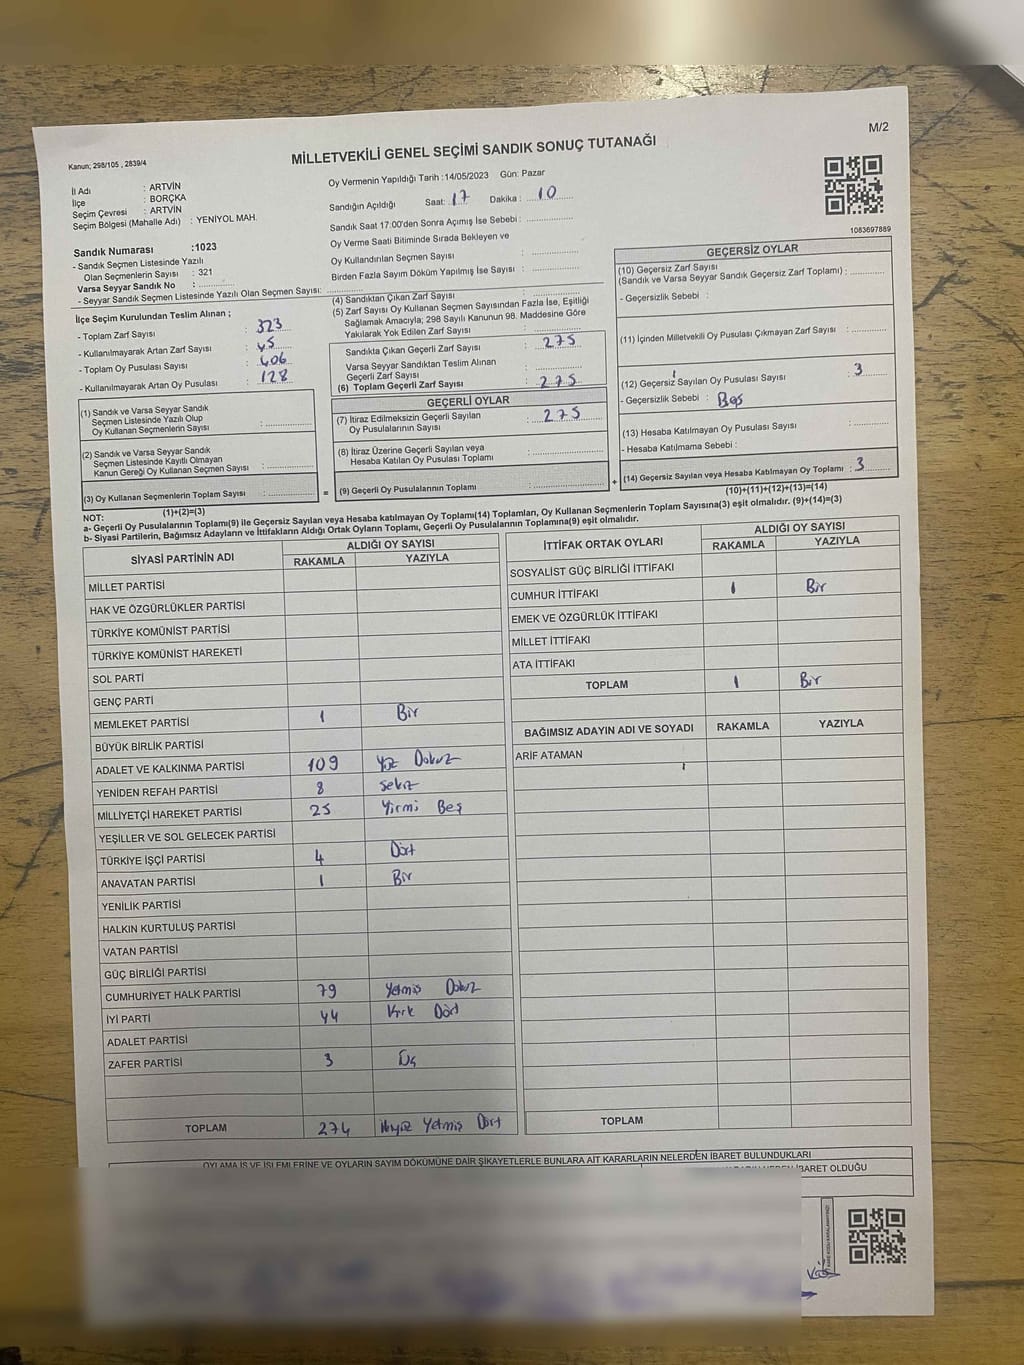 M/2
Kanun; 298/105 , 2839/4
MİLLETVEKİLİ GENEL SEÇİMİ SANDIK SONUÇ TUTANAĞI
İl Adı : ARTVİN
İlçe : BORÇKA
Seçim Çevresi : ARTVİN
Seçim Bölgesi (Mahalle Adı) : YENİYOL MAH.
Sandık Numarası :1023
- Sandık Seçmen Listesinde Yazılı
Olan Seçmenlerin Sayısı : 321
Varsa Seyyar Sandık No :
- Seyyar Sandık Seçmen Listesinde Yazılı Olan Seçmen Sayısı:
İlçe Seçim Kurulundan Teslim Alınan ;
- Toplam Zarf Sayısı : 323
- Kullanılmayarak Artan Zarf Sayısı : 45
- Toplam Oy Pusulası Sayısı : 406
- Kullanılmayarak Artan Oy Pusulası : 128
(1) Sandık ve Varsa Seyyar Sandık
Seçmen Listesinde Yazılı Olup
Oy Kullanan Seçmenlerin Sayısı :
(2) Sandık ve Varsa Seyyar Sandık
Seçmen Listesinde Kayıtlı Olmayan
Kanun Gereği Oy Kullanan Seçmen Sayısı :
(3) Oy Kullanan Seçmenlerin Toplam Sayısı : =
(1)+(2)=(3)
Oy Vermenin Yapıldığı Tarih :14/05/2023 Gün: Pazar
Sandığın Açıldığı Saat: 17 Dakika : 10
Sandık Saat 17:00'den Sonra Açımış İse Sebebi :
Oy Verme Saati Bitiminde Sırada Bekleyen ve
Oy Kullandırılan Seçmen Sayısı :
Birden Fazla Sayım Döküm Yapılmış İse Sayısı :
(4) Sandıktan Çıkan Zarf Sayısı :
(5) Zarf Sayısı Oy Kullanan Seçmen Sayısından Fazla İse, Eşitliği
Sağlamak Amacıyla; 298 Sayılı Kanunun 98. Maddesine Göre
Yakılarak Yok Edilen Zarf Sayısı :
Sandıkta Çıkan Geçerli Zarf Sayısı : 275
Varsa Seyyar Sandıktan Teslim Alınan
Geçerli Zarf Sayısı :
(6) Toplam Geçerli Zarf Sayısı : 275
GEÇERLİ OYLAR
(7) İtiraz Edilmeksizin Geçerli Sayılan
Oy Pusulalarının Sayısı : 275
(8) İtiraz Üzerine Geçerli Sayılan veya
Hesaba Katılan Oy Pusulası Toplamı :
(9) Geçerli Oy Pusulalarının Toplamı : +
1083697889
GEÇERSİZ OYLAR
(10) Geçersiz Zarf Sayısı
(Sandık ve Varsa Seyyar Sandık Geçersiz Zarf Toplamı) :
- Geçersizlik Sebebi :
(11) İçinden Milletvekili Oy Pusulası Çıkmayan Zarf Sayısı :
(12) Geçersiz Sayılan Oy Pusulası Sayısı : 3
- Geçersizlik Sebebi : Boş
(13) Hesaba Katılmayan Oy Pusulası Sayısı :
- Hesaba Katılmama Sebebi :
(14) Geçersiz Sayılan veya Hesaba Katılmayan Oy Toplamı : 3
(10)+(11)+(12)+(13)=(14)
NOT:
a- Geçerli Oy Pusulalarının Toplamı(9) ile Geçersiz Sayılan veya Hesaba katılmayan Oy Toplamı(14) Toplamları, Oy Kullanan Seçmenlerin Toplam Sayısına(3) eşit olmalıdır. (9)+(14)=(3)
b- Siyasi Partilerin, Bağımsız Adayların ve İttifakların Aldığı Ortak Oyların Toplamı, Geçerli Oy Pusulalarının Toplamına(9) eşit olmalıdır.
SİYASİ PARTİNİN ADI ALDIĞI OY SAYISI
RAKAMLA YAZIYLA
MİLLET PARTİSİ
HAK VE ÖZGÜRLÜKLER PARTİSİ
TÜRKİYE KOMÜNİST PARTİSİ
TÜRKİYE KOMÜNİST HAREKETİ
SOL PARTİ
GENÇ PARTİ
MEMLEKET PARTİSİ 1 Bir
BÜYÜK BİRLİK PARTİSİ
ADALET VE KALKINMA PARTİSİ 109 Yüz Dokuz
YENİDEN REFAH PARTİSİ 8 Sekiz
MİLLİYETÇİ HAREKET PARTİSİ 25 Yirmi Beş
YEŞİLLER VE SOL GELECEK PARTİSİ
TÜRKİYE İŞÇİ PARTİSİ 4 Dört
ANAVATAN PARTİSİ 1 Bir
YENİLİK PARTİSİ
HALKIN KURTULUŞ PARTİSİ
VATAN PARTİSİ
GÜÇ BİRLİĞİ PARTİSİ
CUMHURİYET HALK PARTİSİ 79 Yetmiş Dokuz
İYİ PARTİ 44 Kırk Dört
ADALET PARTİSİ
ZAFER PARTİSİ 3 Üç
TOPLAM 274 İkiyüz Yetmiş Dört
İTTİFAK ORTAK OYLARI ALDIĞI OY SAYISI
RAKAMLA YAZIYLA
SOSYALİST GÜÇ BİRLİĞİ İTTİFAKI
CUMHUR İTTİFAKI 1 Bir
EMEK VE ÖZGÜRLÜK İTTİFAKI
MİLLET İTTİFAKI
ATA İTTİFAKI
TOPLAM 1 Bir
BAĞIMSIZ ADAYIN ADI VE SOYADI RAKAMLA YAZIYLA
ARİF ATAMAN
TOPLAM
OYLAMA İŞ VE İŞLEMLERİNE VE OYLARIN SAYIM DÖKÜMÜNE DAİR ŞİKAYETLERLE BUNLARA AİT KARARLARIN NELERDEN İBARET BULUNDUKLARI
İBARET OLDUĞU